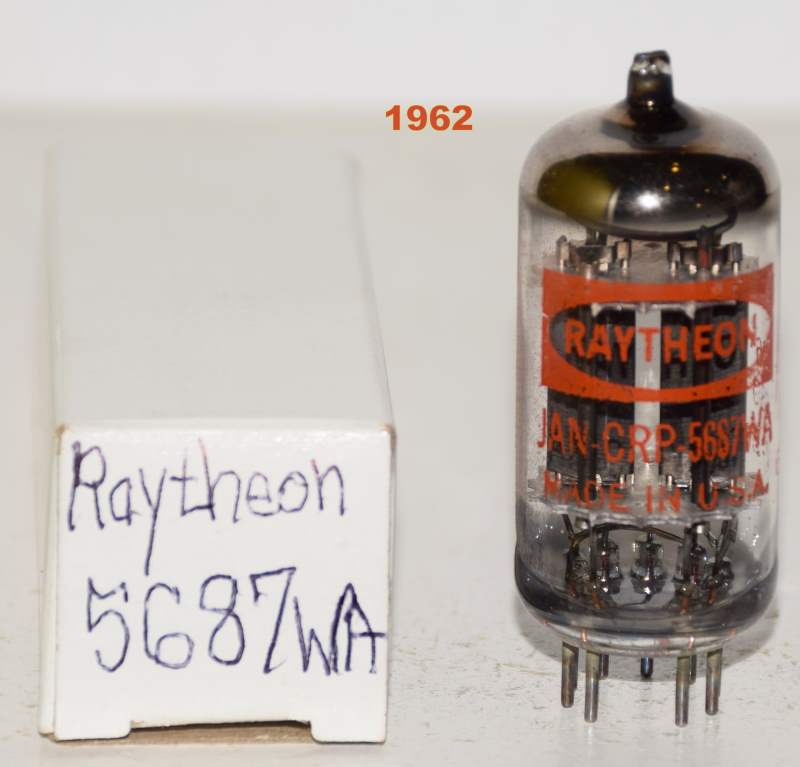 1962
Raytheon
5687WA
RAYTHEON
JAN-CRP-5687WA
MADE IN U.S.A.